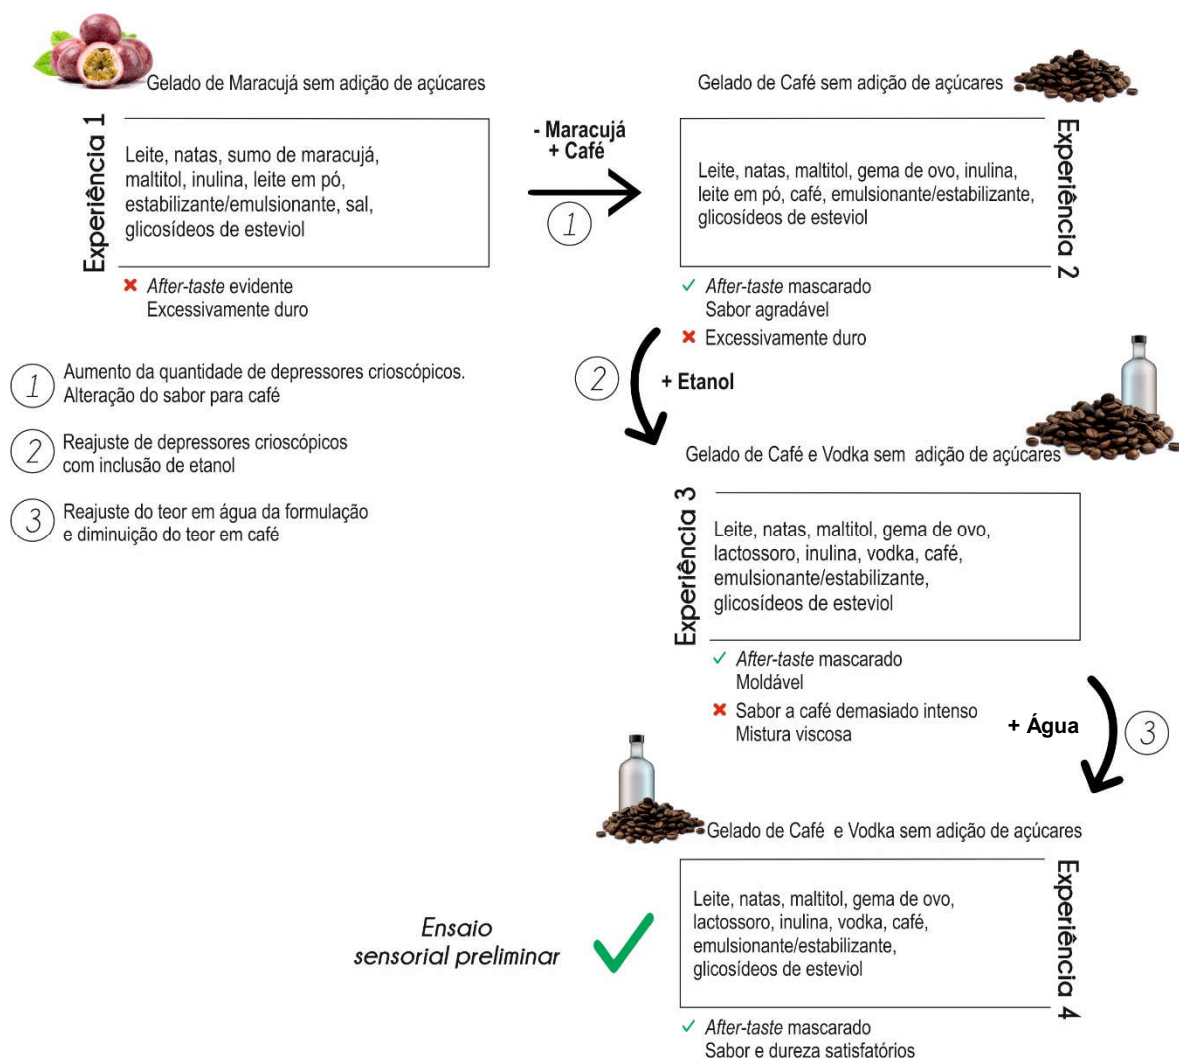 Gelado de Maracujá sem adição de açúcares
Experiência 1
Leite, natas, sumo de maracujá,
maltitol, inulina, leite em pó,
estabilizante/emulsionante, sal,
glicosídeos de esteviol
After-taste evidente
Excessivamente duro
- Maracujá
+ Café
1
Gelado de Café sem adição de açúcares
Experiência 2
Leite, natas, maltitol, gema de ovo, inulina,
leite em pó, café, emulsionante/estabilizante,
glicosídeos de esteviol
After-taste mascarado
Sabor agradável
Excessivamente duro
1
Aumento da quantidade de depressores crioscópicos.
Alteração do sabor para café
2
Reajuste de depressores crioscópicos
com inclusão de etanol
3
Reajuste do teor em água da formulação
e diminuição do teor em café
2
+ Etanol
Gelado de Café e Vodka sem adição de açúcares
Experiência 3
Leite, natas, maltitol, gema de ovo,
lactossoro, inulina, vodka, café,
emulsionante/estabilizante,
glicosídeos de esteviol
After-taste mascarado
Moldável
Sabor a café demasiado intenso
Mistura viscosa
+ Água
3
Gelado de Café e Vodka sem adição de açúcares
Experiência 4
Leite, natas, maltitol, gema de ovo,
lactossoro, inulina, vodka, café,
emulsionante/estabilizante,
glicosídeos de esteviol
After-taste mascarado
Sabor e dureza satisfatórios
Ensaio
sensorial preliminar